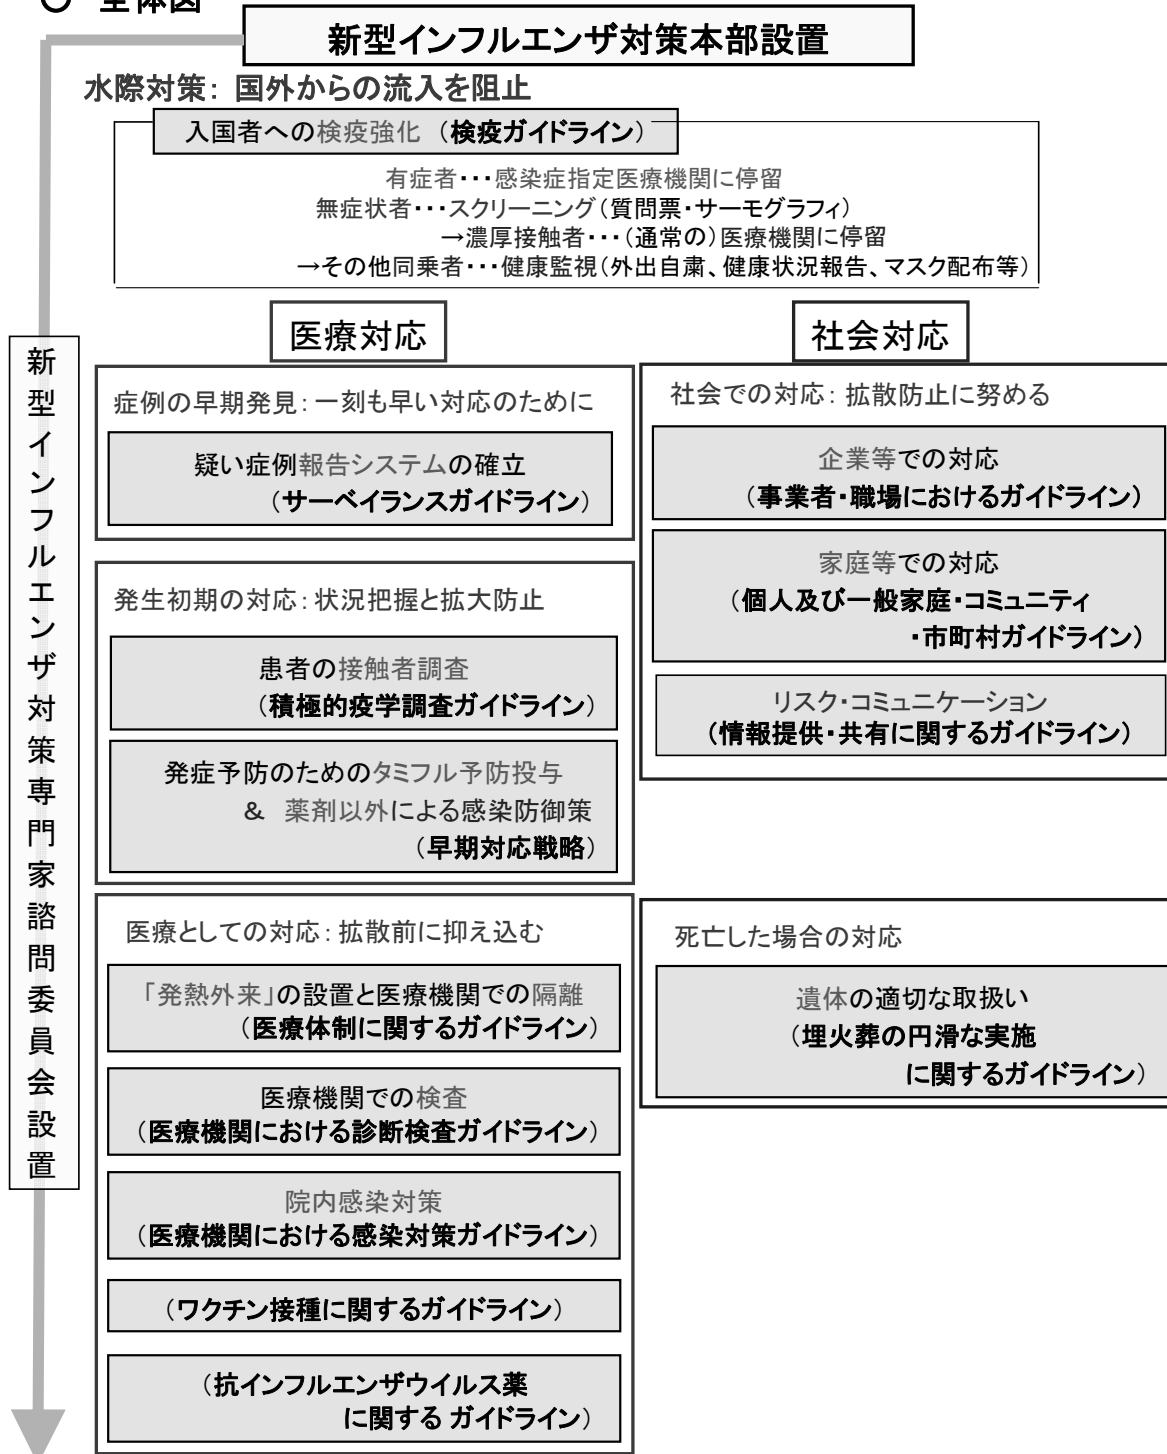 ○ 全体図
新型インフルエンザ対策本部設置
水際対策：国外からの流入を阻止
入国者への検疫強化（検疫ガイドライン）
有症者・・・感染症指定医療機関に停留
無症状者・・・スクリーニング（質問票・サーモグラフィ）
→濃厚接触者・・・（通常の）医療機関に停留
→その他同乗者・・・健康監視（外出自粛、健康状況報告、マスク配布等）
新型インフルエンザ対策専門家諮問委員会設置
医療対応
症例の早期発見：一刻も早い対応のために
疑い症例報告システムの確立
（サーベイランスガイドライン）
発生初期の対応：状況把握と拡大防止
患者の接触者調査
（積極的疫学調査ガイドライン）
発症予防のためのタミフル予防投与
＆ 薬剤以外による感染防御策
（早期対応戦略）
医療としての対応：拡散前に抑え込む
「発熱外来」の設置と医療機関での隔離
（医療体制に関するガイドライン）
医療機関での検査
（医療機関における診断検査ガイドライン）
院内感染対策
（医療機関における感染対策ガイドライン）
（ワクチン接種に関するガイドライン）
（抗インフルエンザウイルス薬
に関する ガイドライン）
社会対応
社会での対応：拡散防止に努める
企業等での対応
（事業者・職場におけるガイドライン）
家庭等での対応
（個人及び一般家庭・コミュニティ
・市町村ガイドライン）
リスク・コミュニケーション
（情報提供・共有に関するガイドライン）
死亡した場合の対応
遺体の適切な取扱い
（埋火葬の円滑な実施
に関するガイドライン）